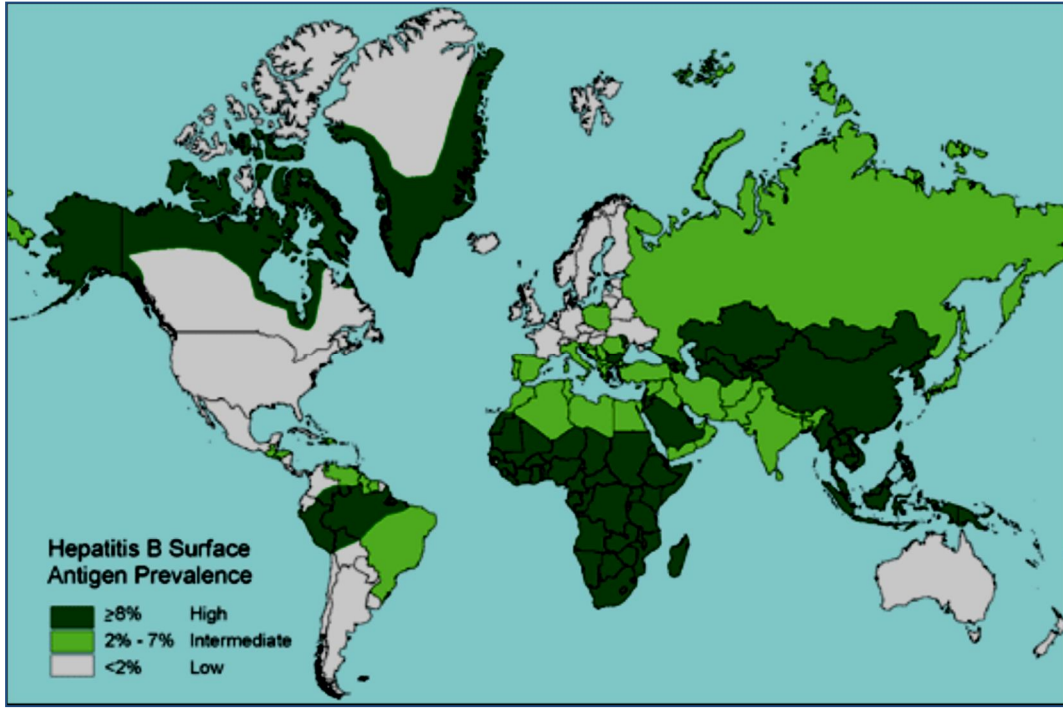 Hepatitis B Surface
Antigen Prevalence
≥8% High
2% - 7% Intermediate
<2% Low